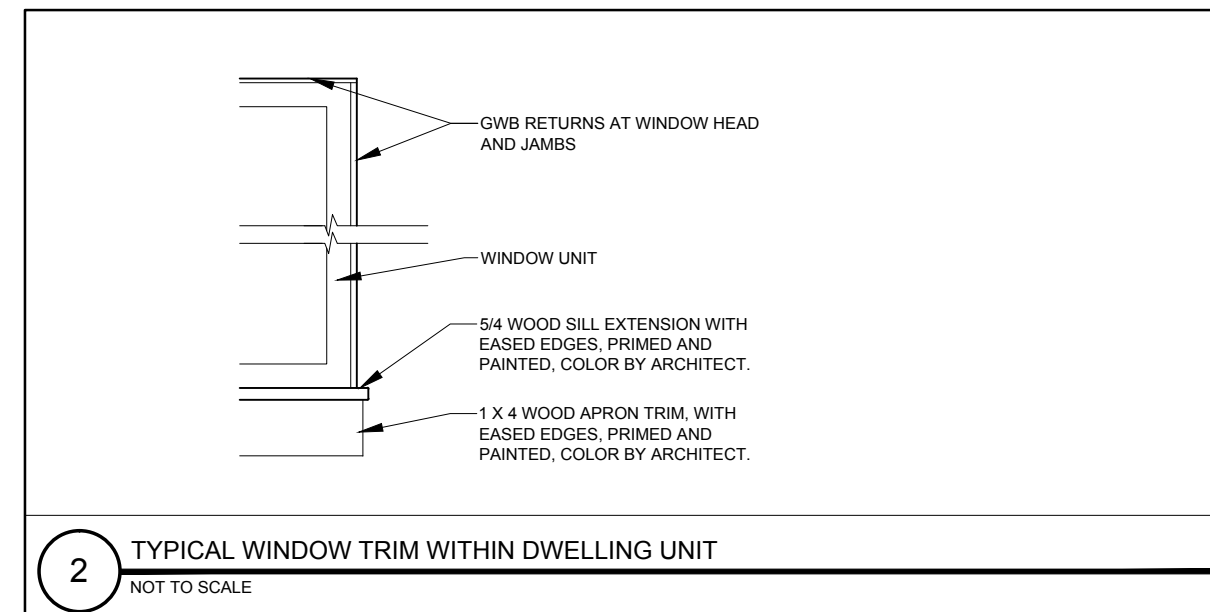 GWB RETURNS AT WINDOW HEAD
AND JAMBS
WINDOW UNIT
5/4 WOOD SILL EXTENSION WITH
EASED EDGES, PRIMED AND
PAINTED, COLOR BY ARCHITECT.
1 X 4 WOOD APRON TRIM, WITH
EASED EDGES, PRIMED AND
PAINTED, COLOR BY ARCHITECT.
2
TYPICAL WINDOW TRIM WITHIN DWELLING UNIT
NOT TO SCALE